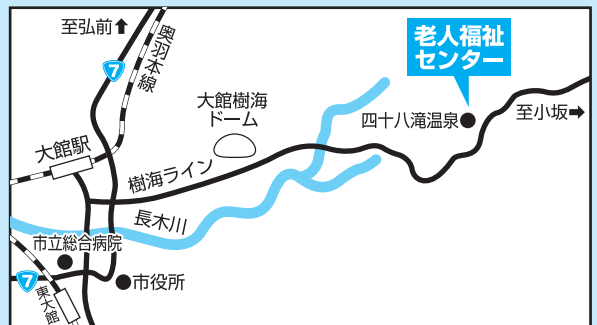 至弘前⬆
7
奥羽本線
老人福祉
センター
大館樹海
ドーム
四十八滝温泉
至小坂➡
大館駅
樹海ライン
長木川
市立総合病院
7
市役所
東大館